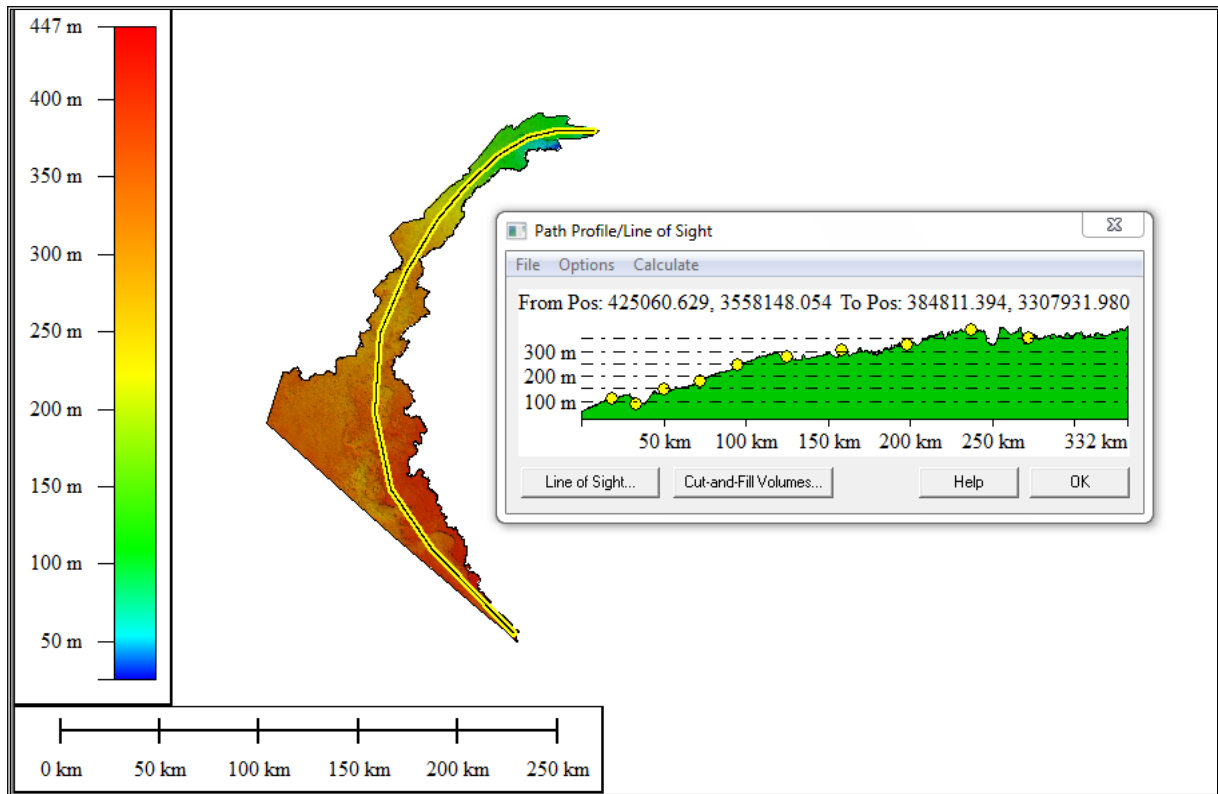 447 m
400 m
350 m
300 m
250 m
200 m
150 m
100 m
50 m
Path Profile/Line of Sight
File Options Calculate
From Pos: 425060.629, 3558148.054 To Pos: 384811.394, 3307931.980
300 m
200 m
100 m
50 km 100 km 150 km 200 km 250 km 332 km
Line of Sight... Cut-and-Fill Volumes... Help OK
0 km 50 km 100 km 150 km 200 km 250 km